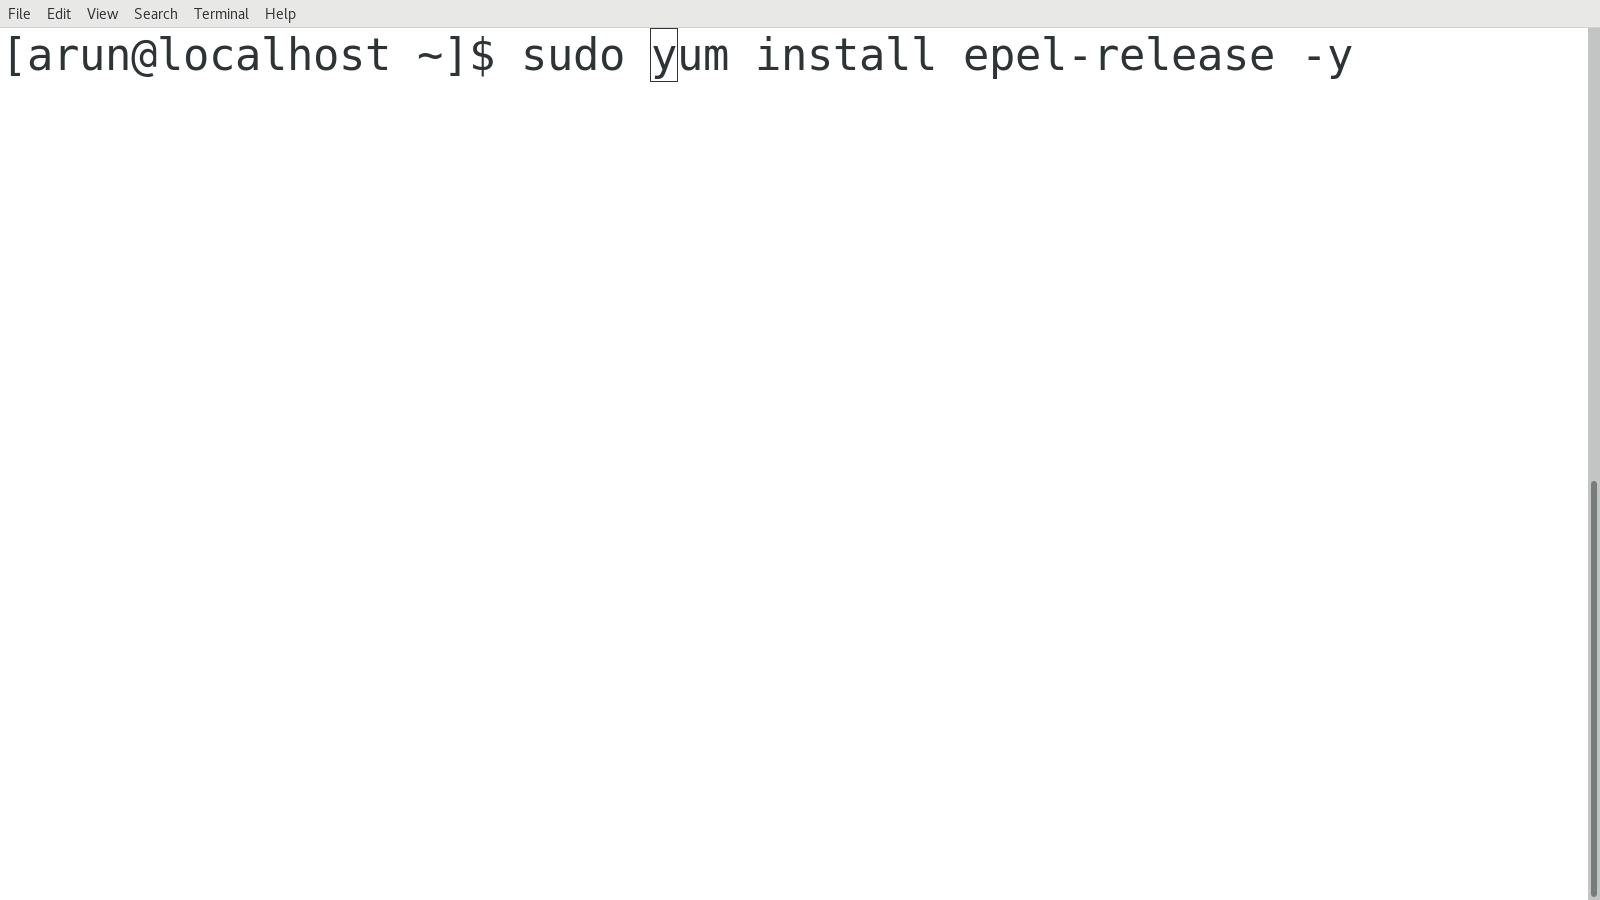 File Edit View Search Terminal Help
[arun@localhost ~]$ sudo yum install epel-release -y